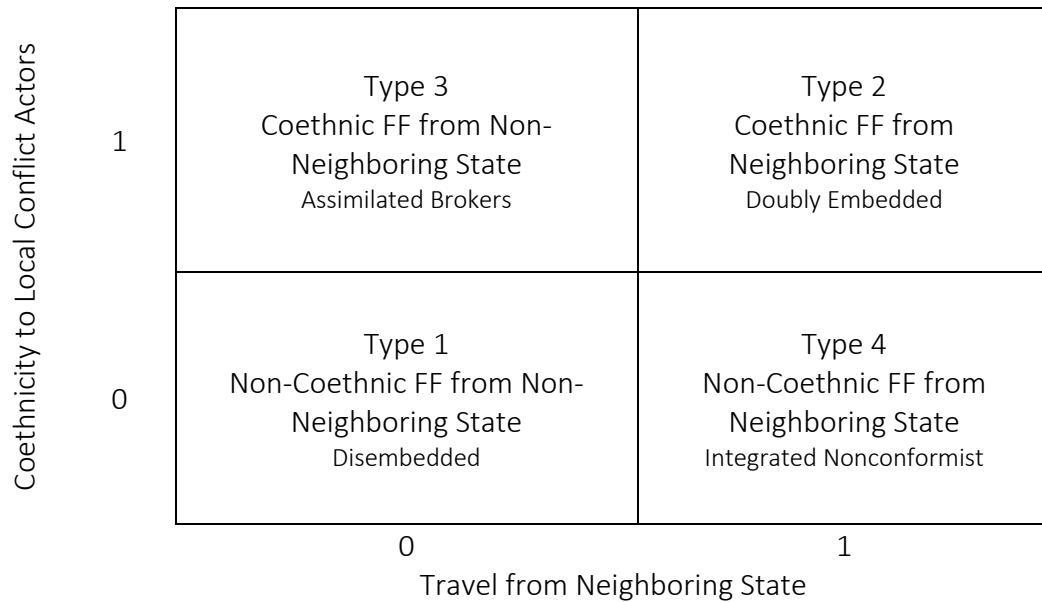 Coethnicity to Local Conflict Actors
1
Type 3
Coethnic FF from Non-
Neighboring State
Assimilated Brokers
Type 2
Coethnic FF from
Neighboring State
Doubly Embedded
0
Type 1
Non-Coethnic FF from Non-
Neighboring State
Disembedded
Type 4
Non-Coethnic FF from
Neighboring State
Integrated Nonconformist
0
1
Travel from Neighboring State